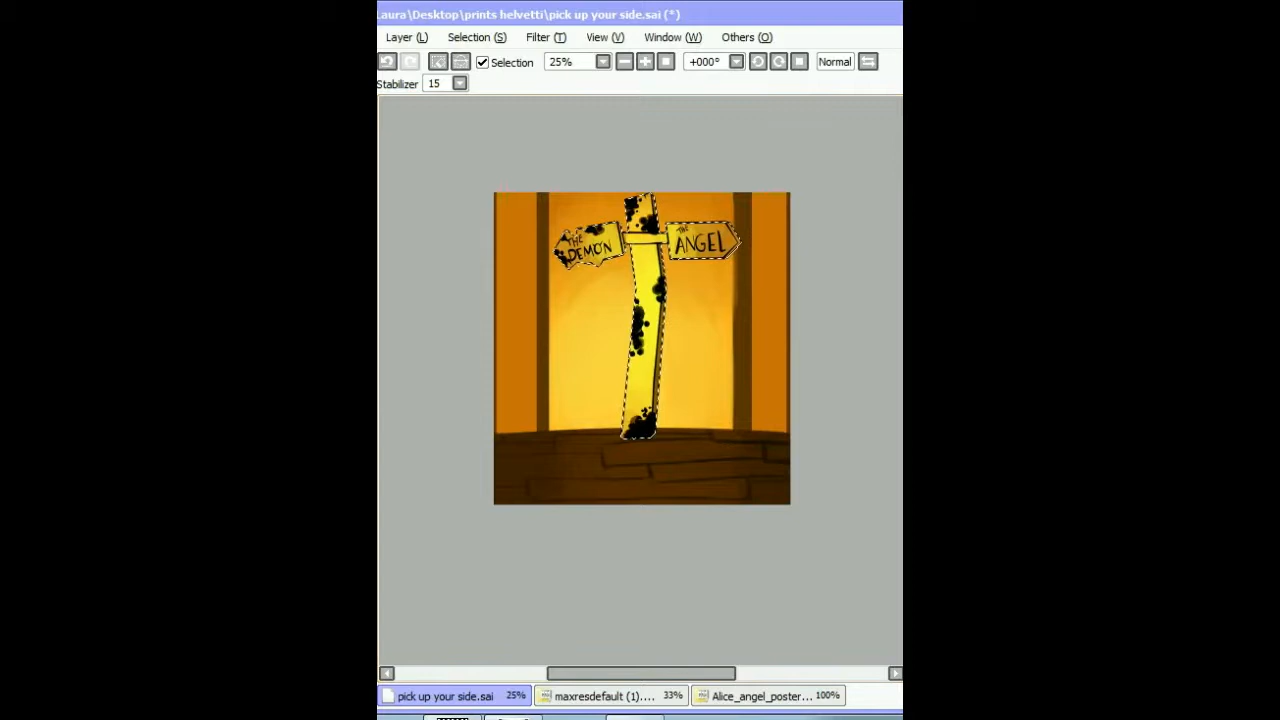 Laura\Desktop\prints helvetti\pick up your side.sai (*)
Layer (L) Selection (S) Filter (T) View (V) Window (W) Others (O)
Selection 25% +000° Normal
Stabilizer 15
THE
DEMON
THE
ANGEL
pick up your side.sai 25% maxresdefault (1).... 33% Alice_angel_poster... 100%